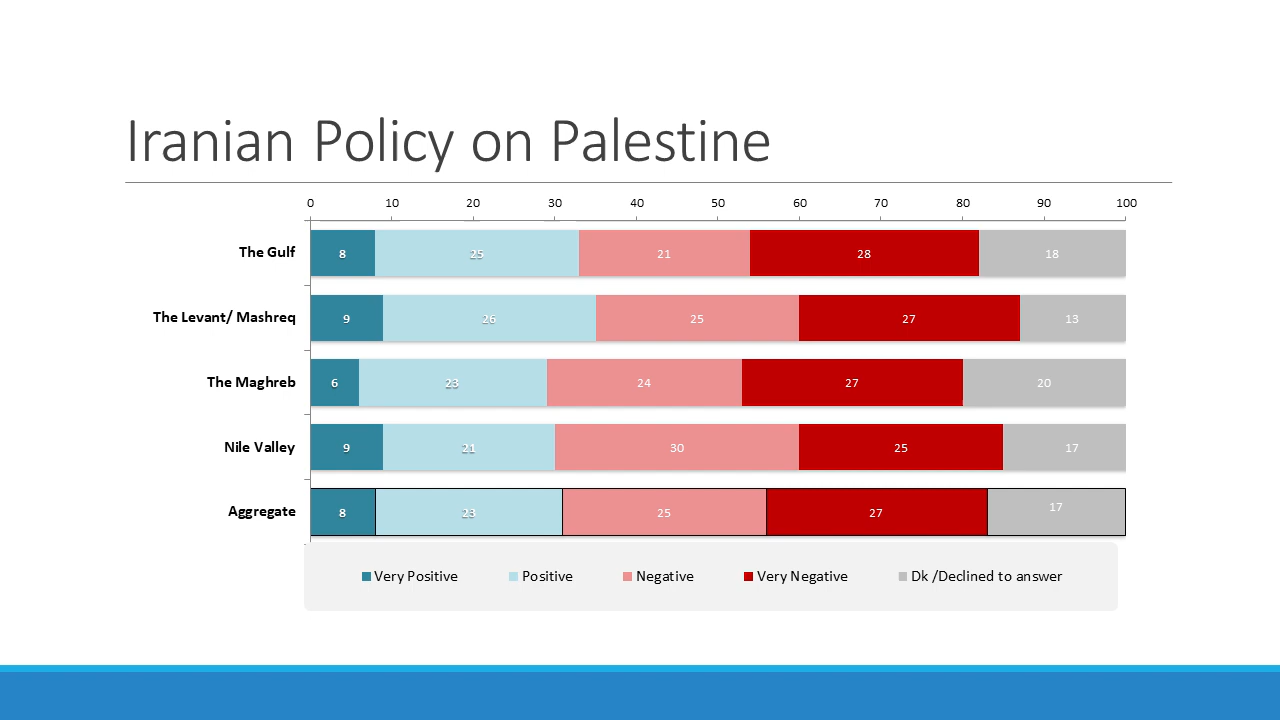 Iranian Policy on Palestine
0 10 20 30 40 50 60 70 80 90 100
The Gulf 8 25 21 28 18
The Levant/ Mashreq 9 26 25 27 13
The Maghreb 6 23 24 27 20
Nile Valley 9 21 30 25 17
Aggregate 8 23 25 27 17
Very Positive Positive Negative Very Negative Dk /Declined to answer